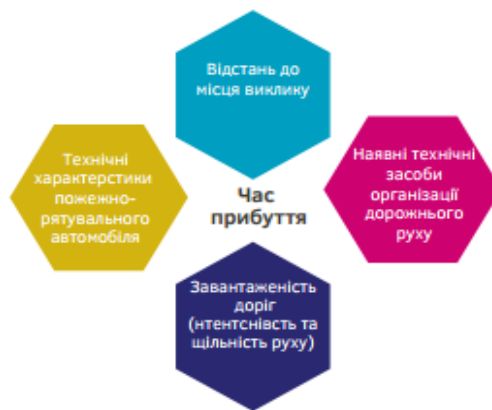 Відстань до
місця виклику
Технічні
характерстики
пожежно-
рятувального
автомобіля
Час
прибуття
Наявні технічні
засоби
організації
дорожнього
руху
Завантаженість
доріг
(нтентсніівсть та
щільність руху)